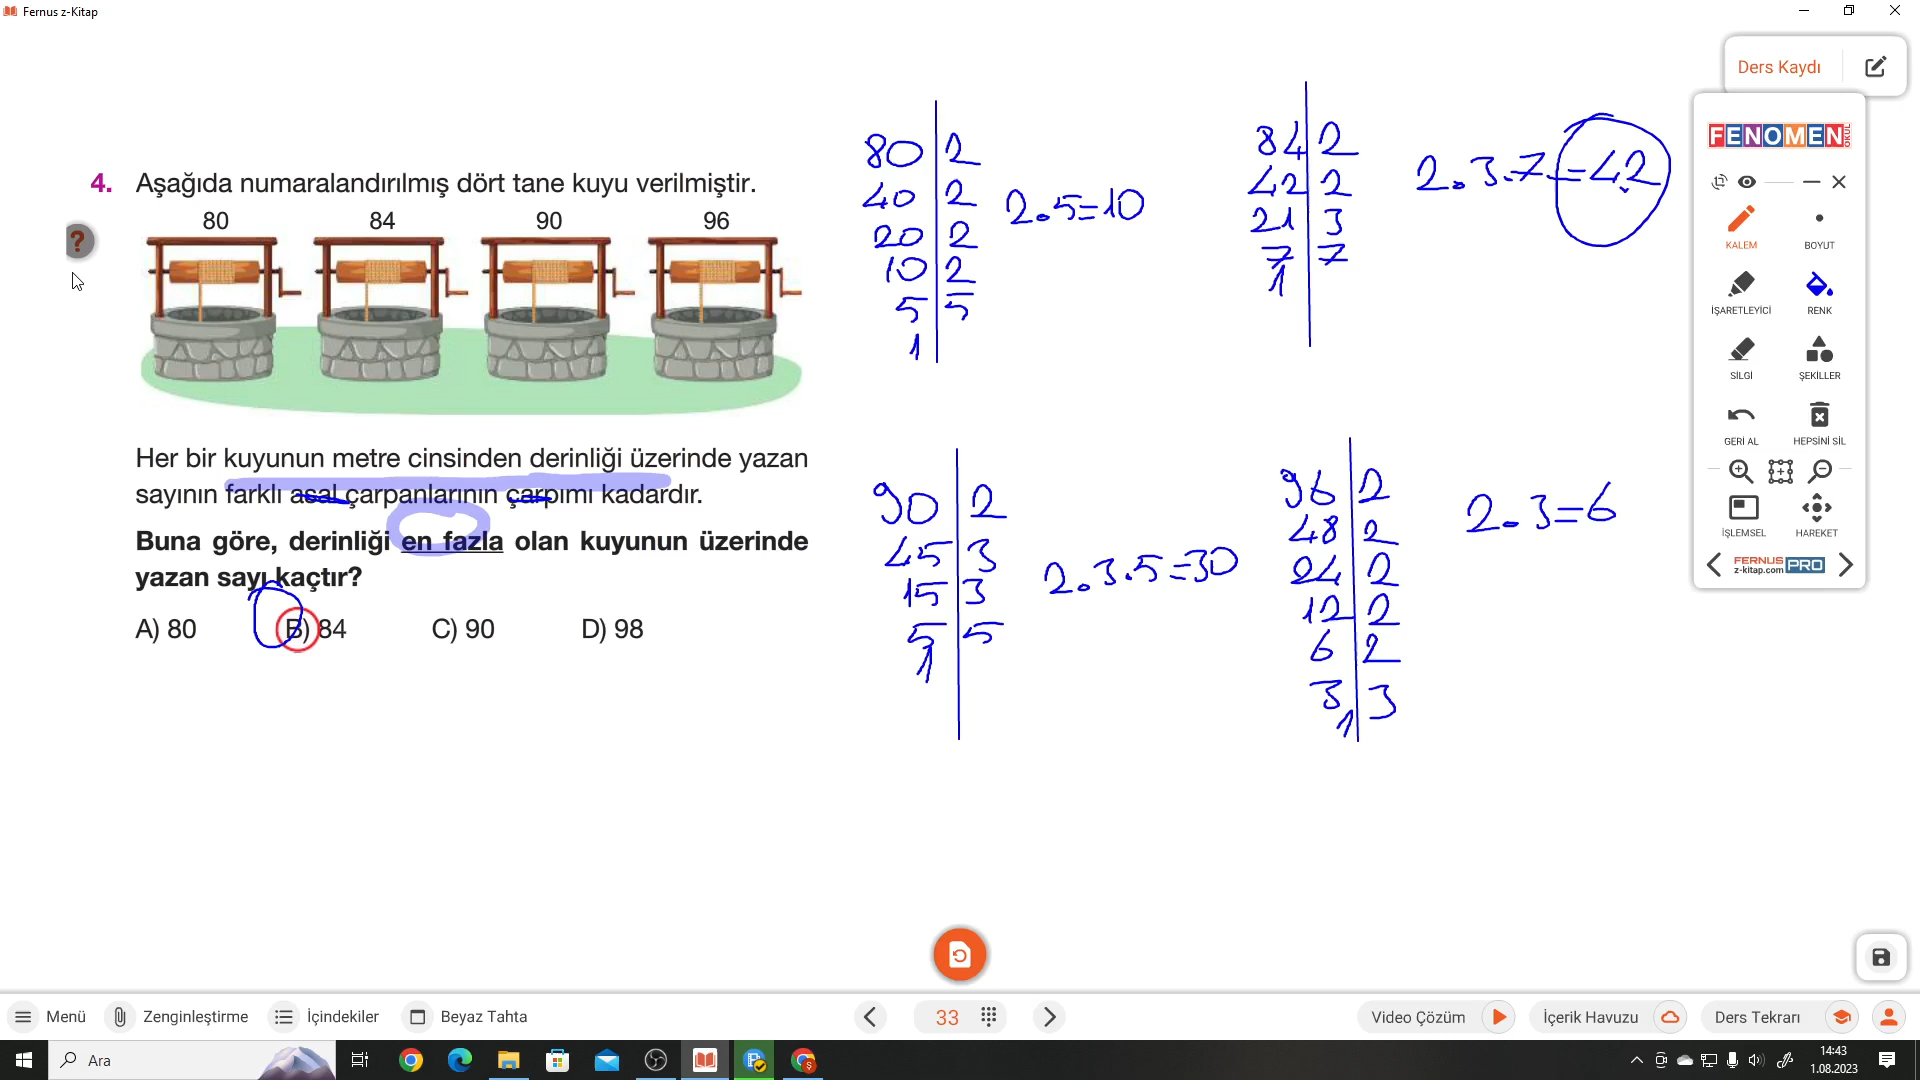 Fernus z-Kitap
Ders Kaydı
4. Aşağıda numaralandırılmış dört tane kuyu verilmiştir.
80 84 90 96
?
Her bir kuyunun metre cinsinden derinliği üzerinde yazan
sayının farklı asal çarpanlarının çarpımı kadardır.
Buna göre, derinliği en fazla olan kuyunun üzerinde
yazan sayı kaçtır?
A) 80 B) 84 C) 90 D) 98
80 2
40 2
20 2
10 2
5 5
1
2.5=10
84 2
42 2
21 3
7 7
1
2.3.7=42
90 2
45 3
15 3
5 5
1
2.3.5=30
96 2
48 2
24 2
12 2
6 2
3 3
1
2.3=6
FENOMEN OKUL
KALEM BOYUT
İŞARETLEYİCİ RENK
SİLGİ ŞEKİLLER
GERİ AL HEPSİNİ SİL
İŞLEMSEL HAREKET
FERNUS
z-kitap.com PRO
Menü Zenginleştirme İçindekiler Beyaz Tahta 33 Video Çözüm İçerik Havuzu Ders Tekrarı
Ara
14:43
1.08.2023